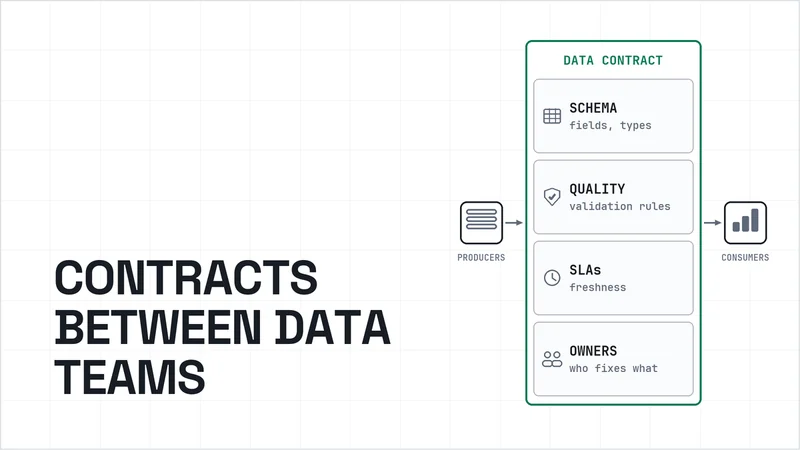 CONTRACTS
BETWEEN DATA
TEAMS
PRODUCERS
DATA CONTRACT
SCHEMA
fields, types
QUALITY
validation rules
SLAs
freshness
OWNERS
who fixes what
CONSUMERS